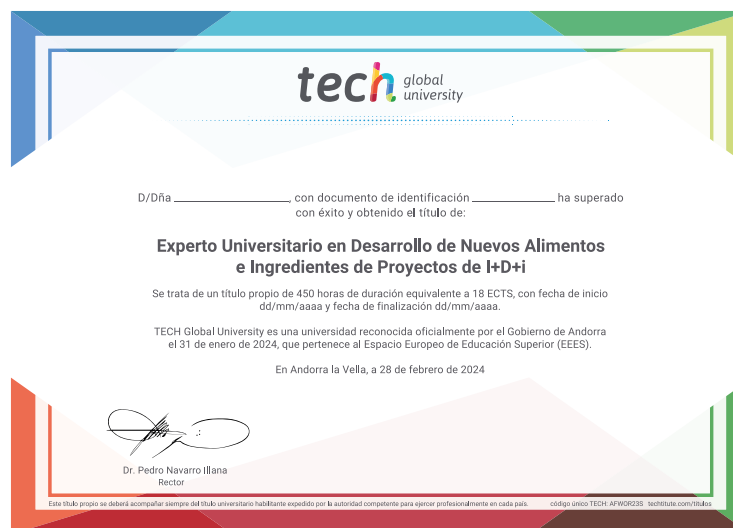 tech global
university
D/Dña ____________, con documento de identificación ____________ ha superado
con éxito y obtenido el título de:
Experto Universitario en Desarrollo de Nuevos Alimentos
e Ingredientes de Proyectos de I+D+i
Se trata de un título propio de 450 horas de duración equivalente a 18 ECTS, con fecha de inicio
dd/mm/aaaa y fecha de finalización dd/mm/aaaa.
TECH Global University es una universidad reconocida oficialmente por el Gobierno de Andorra
el 31 de enero de 2024, que pertenece al Espacio Europeo de Educación Superior (EEES).
En Andorra la Vella, a 28 de febrero de 2024
Dr. Pedro Navarro Illana
Rector
Este título propio se deberá acompañar siempre del título universitario habilitante expedido por la autoridad competente para ejercer profesionalmente en cada país. código único TECH: AFWOR23S techtitute.com/titulos